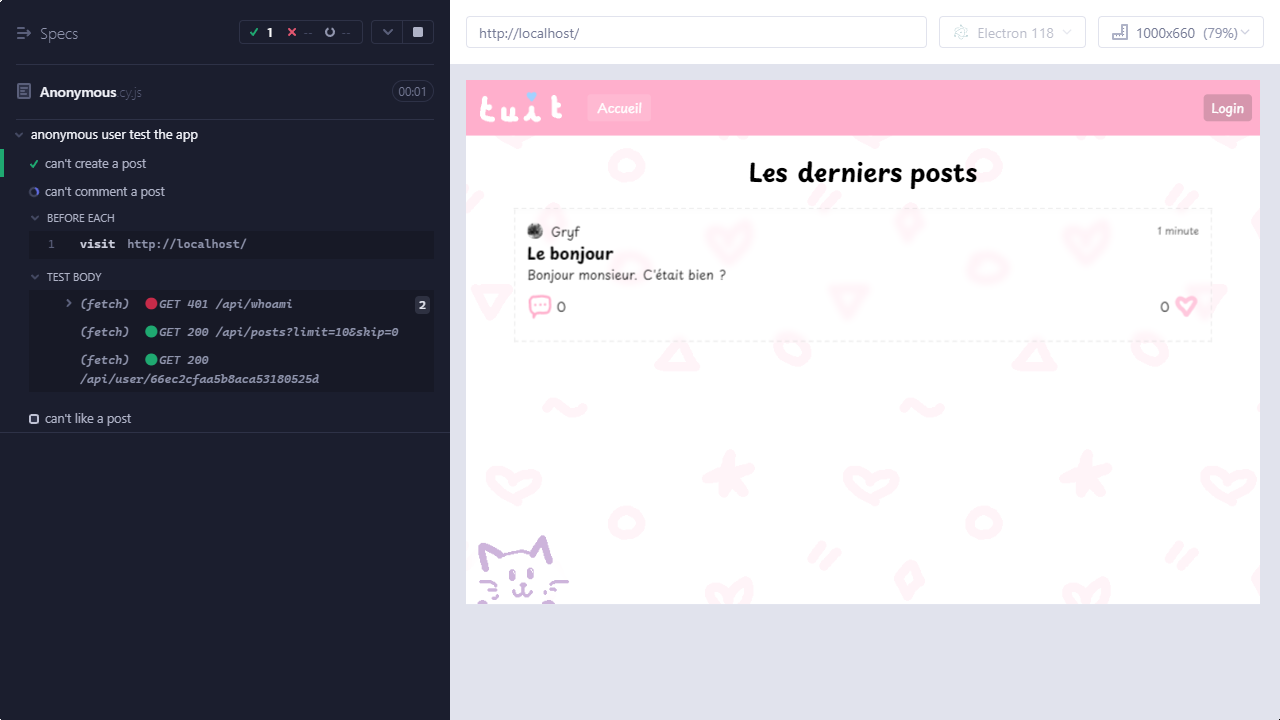 Specs
1
--
--
Anonymous.cy.js
00:01
anonymous user test the app
can't create a post
can't comment a post
BEFORE EACH
1 visit http://localhost/
TEST BODY
(fetch) GET 401 /api/whoami
2
(fetch) GET 200 /api/posts?limit=10&skip=0
(fetch) GET 200
/api/user/66ec2cfaa5b8aca53180525d
can't like a post
http://localhost/
Electron 118
1000x660 (79%)
tuit
Accueil
Login
Les derniers posts
Gryf
1 minute
Le bonjour
Bonjour monsieur. C'était bien ?
0
0